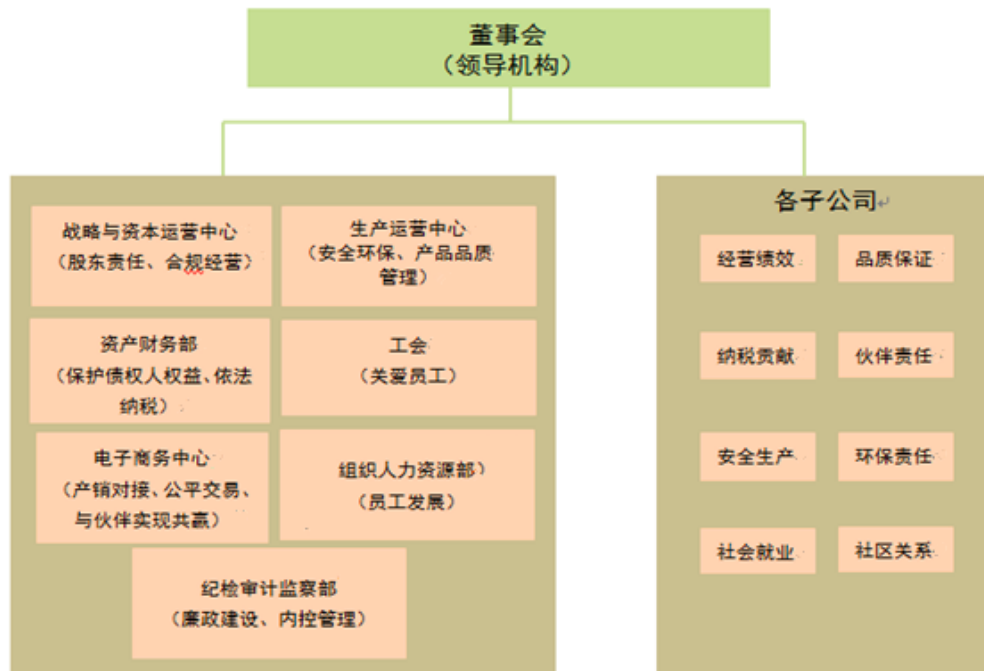 董事会
（领导机构）
战略与资本运营中心
（股东责任、合规经营）
生产运营中心
（安全环保、产品品质
管理）
资产财务部
（保护债权人权益、依法
纳税）
工会
（关爱员工）
电子商务中心
（产销对接、公平交易、
与伙伴实现共赢）
组织人力资源部）
（员工发展）
纪检审计监察部
（廉政建设、内控管理）
各子公司
经营绩效
品质保证
纳税贡献
伙伴责任
安全生产
环保责任
社会就业
社区关系